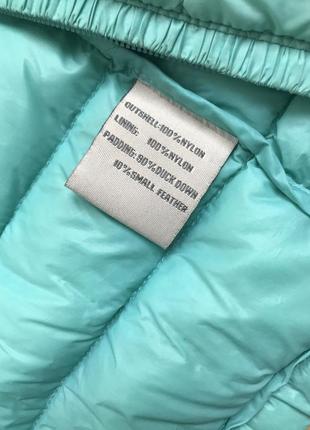 OUTSHELL:100%NYLON
LINING: 100%NYLON
PADDING:90%DUCK DOWN
10%SMALL FEATHER